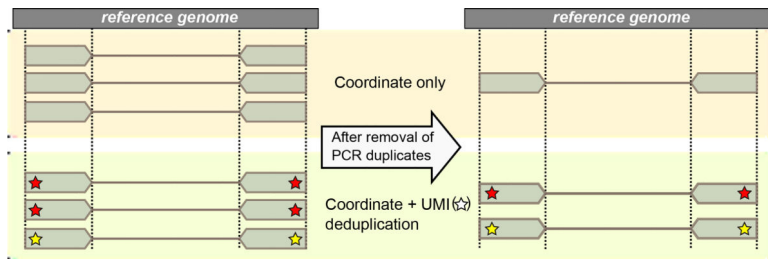 reference genome
reference genome
Coordinate only
After removal of
PCR duplicates
Coordinate + UMI(☆)
deduplication